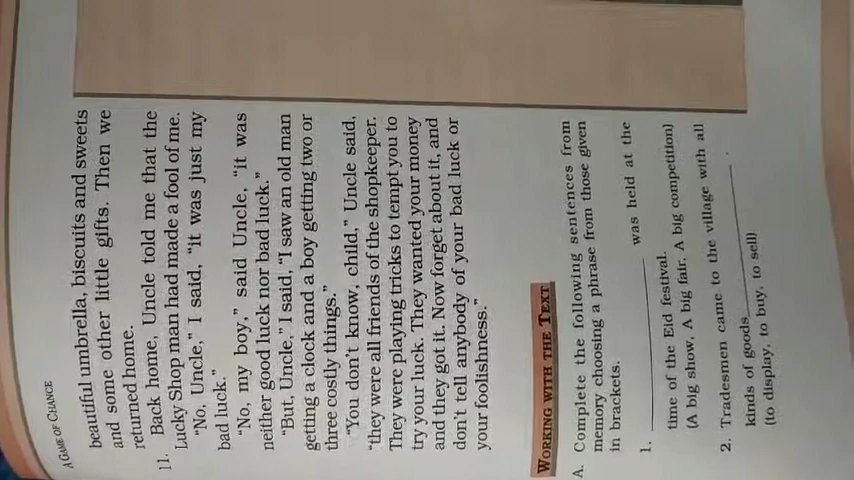 A GAME OF CHANCE
beautiful umbrella, biscuits and sweets
and some other little gifts. Then we
returned home.
11. Back home, Uncle told me that the
Lucky Shop man had made a fool of me.
“No, Uncle,” I said, “it was just my
bad luck.”
“No, my boy,” said Uncle, “it was
neither good luck nor bad luck.”
“But, Uncle,” I said, “I saw an old man
getting a clock and a boy getting two or
three costly things.”
“You don't know, child,” Uncle said,
“they were all friends of the shopkeeper.
They were playing tricks to tempt you to
try your luck. They wanted your money
and they got it. Now forget about it, and
don't tell anybody of your bad luck or
your foolishness.”
WORKING WITH THE TEXT
A. Complete the following sentences from
memory choosing a phrase from those given
in brackets.
1. ____________ was held at the
time of the Eid festival.
(A big show, A big fair, A big competition)
2. Tradesmen came to the village with all
kinds of goods____________ .
(to display, to buy, to sell)